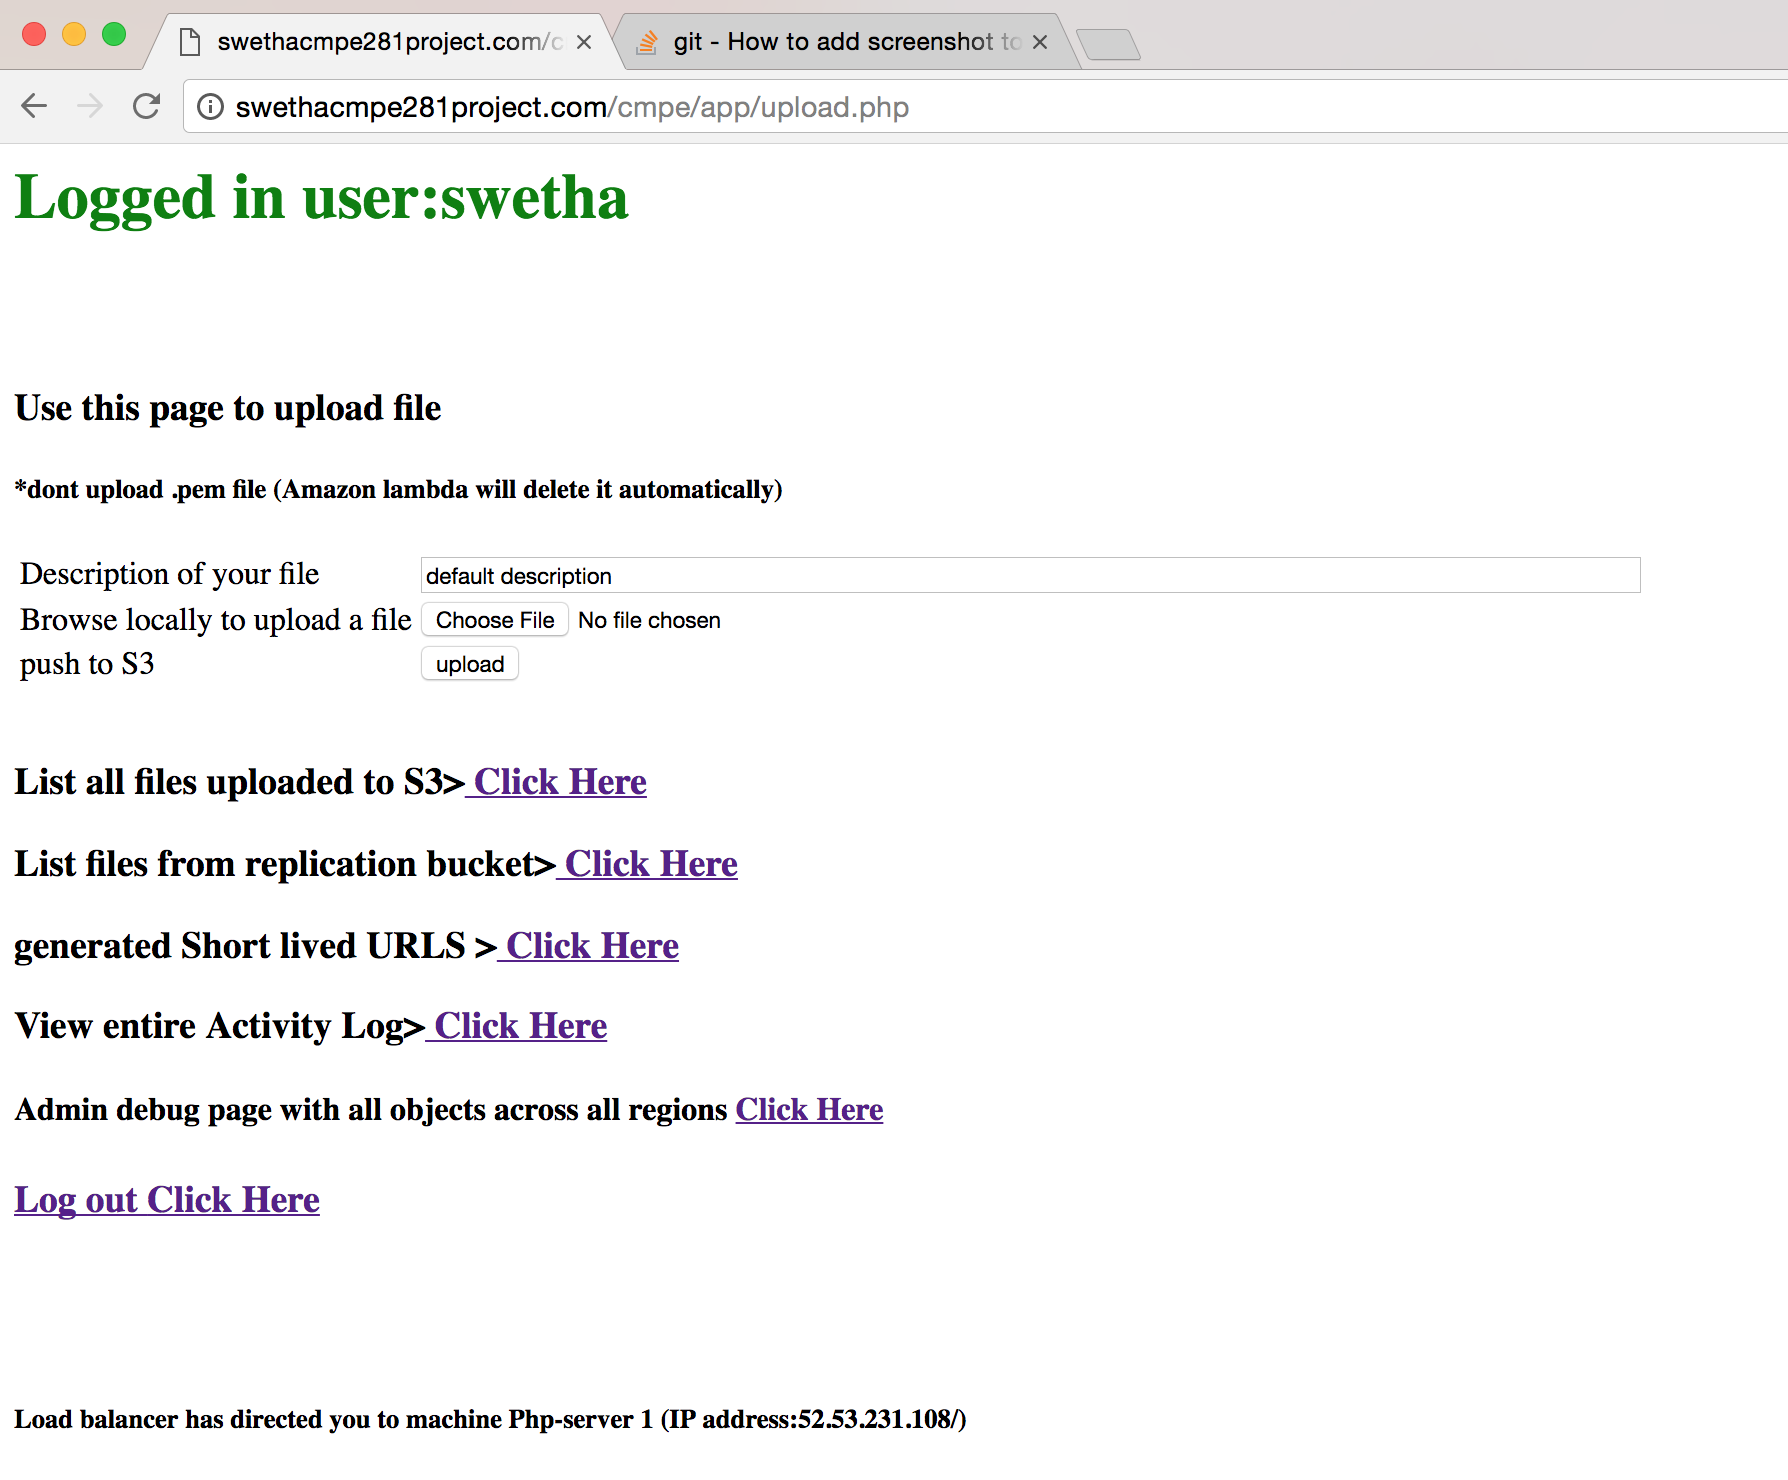 swethacmpe281project.com/c
git - How to add screenshot to
swethacmpe281project.com/cmpe/app/upload.php
Logged in user:swetha
Use this page to upload file
*dont upload .pem file (Amazon lambda will delete it automatically)
Description of your file default description
Browse locally to upload a file Choose File No file chosen
push to S3 upload
List all files uploaded to S3> Click Here
List files from replication bucket> Click Here
generated Short lived URLS > Click Here
View entire Activity Log> Click Here
Admin debug page with all objects across all regions Click Here
Log out Click Here
Load balancer has directed you to machine Php-server 1 (IP address:52.53.231.108/)